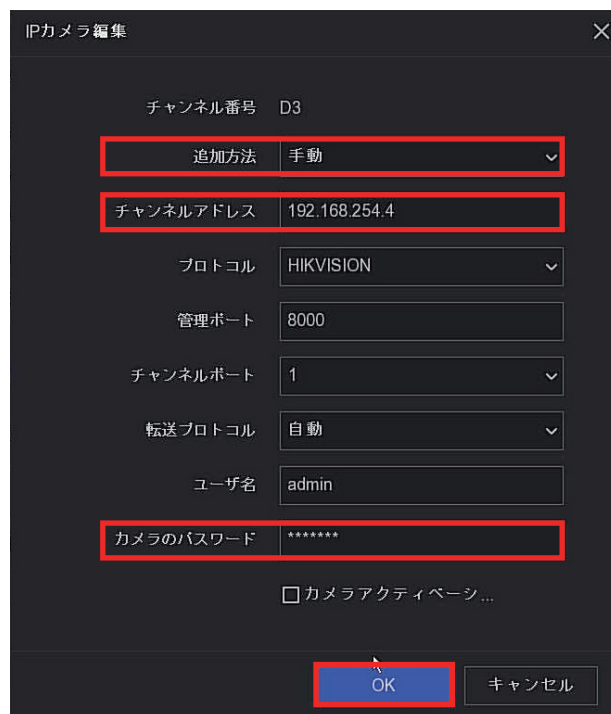 IPカメラ編集
チャンネル番号 D3
追加方法 手動
チャンネルアドレス 192.168.254.4
プロトコル HIKVISION
管理ポート 8000
チャンネルポート 1
転送プロトコル 自動
ユーザ名 admin
カメラのパスワード *******
カメラアクティベーシ...
OK キャンセル